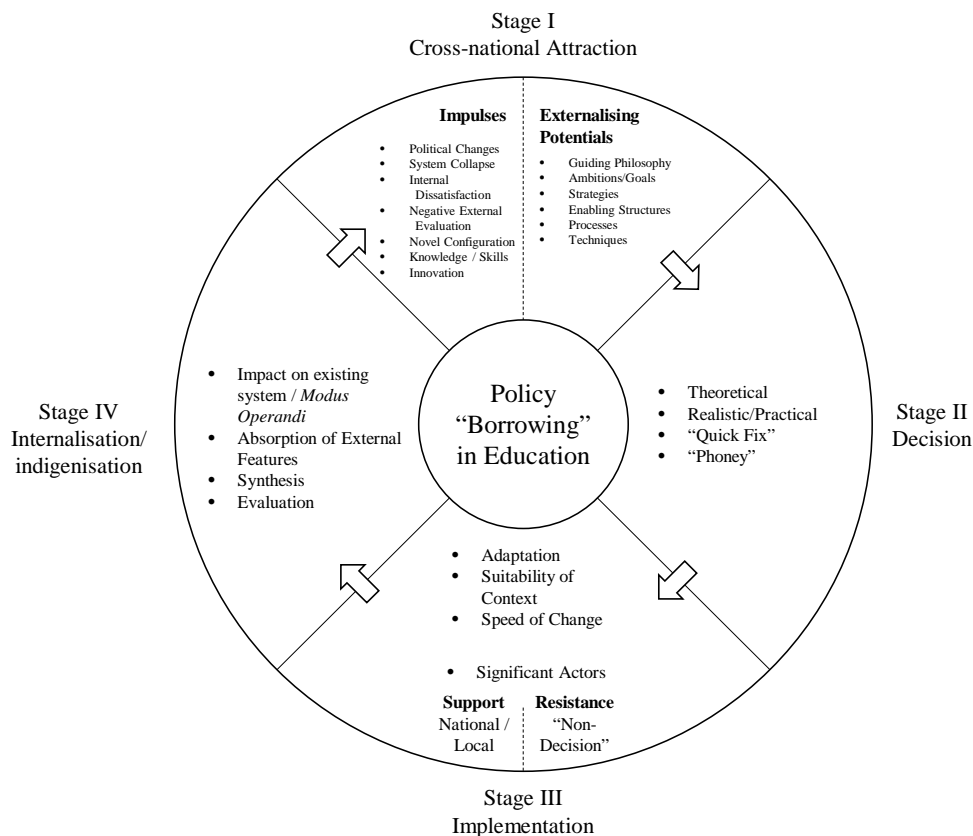 Stage I
Cross-national Attraction
Impulses
• Political Changes
• System Collapse
• Internal
Dissatisfaction
• Negative External
Evaluation
• Novel Configuration
• Knowledge / Skills
• Innovation
Externalising
Potentials
• Guiding Philosophy
• Ambitions/Goals
• Strategies
• Enabling Structures
• Processes
• Techniques
• Theoretical
• Realistic/Practical
• “Quick Fix”
• “Phoney”
Stage II
Decision
• Adaptation
• Suitability of
Context
• Speed of Change
• Significant Actors
Support
National /
Local
Resistance
“Non-
Decision”
Stage III
Implementation
Stage IV
Internalisation/
indigenisation
• Impact on existing
system / Modus
Operandi
• Absorption of External
Features
• Synthesis
• Evaluation
Policy
“Borrowing”
in Education